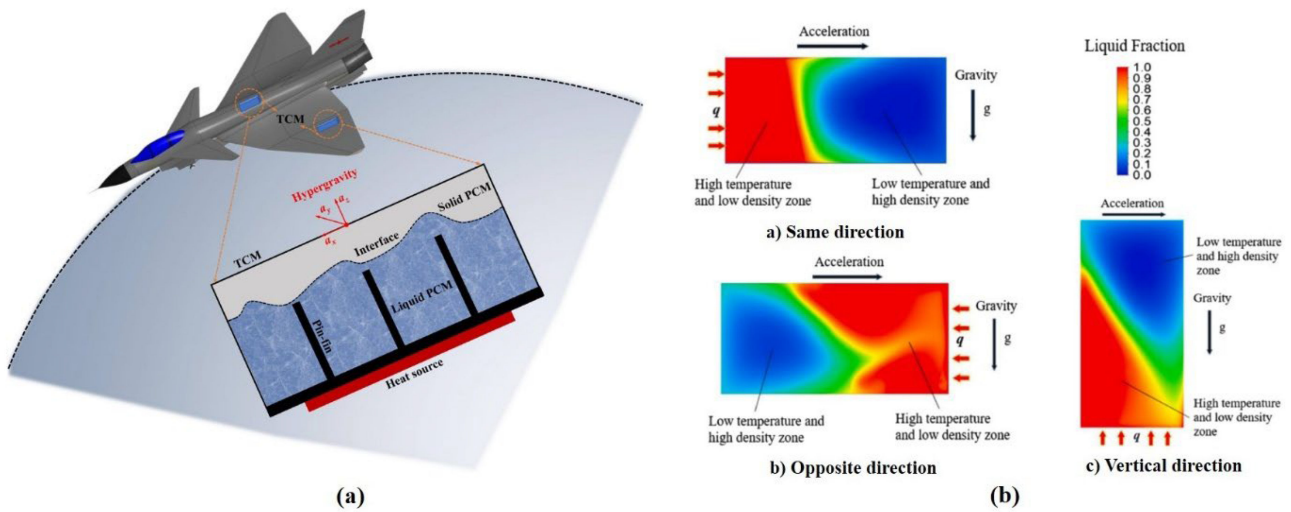 TCM
Hypergravity
a_y
a_z
a_x
Solid PCM
TCM
Interface
Liquid PCM
Pin-fin
Heat source
(a)
Acceleration
Gravity
g
q
High temperature
and low density zone
Low temperature and
high density zone
a) Same direction
Acceleration
Gravity
g
q
Low temperature and
high density zone
High temperature
and low density zone
b) Opposite direction
Liquid Fraction
1.0
0.9
0.8
0.7
0.6
0.5
0.4
0.3
0.2
0.1
0.0
Acceleration
Low temperature
and high density
zone
Gravity
g
High temperature
and low density
zone
q
c) Vertical direction
(b)